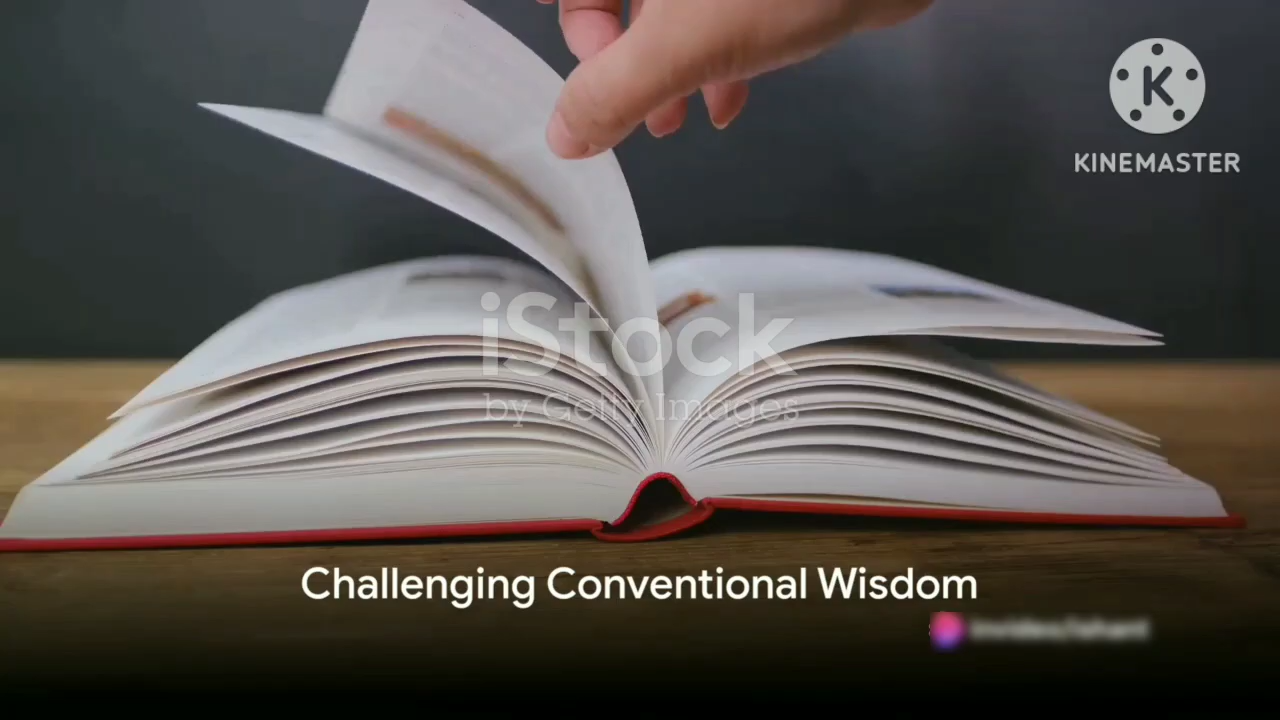 K
KINEMASTER
iStock
by Getty Images
Challenging Conventional Wisdom